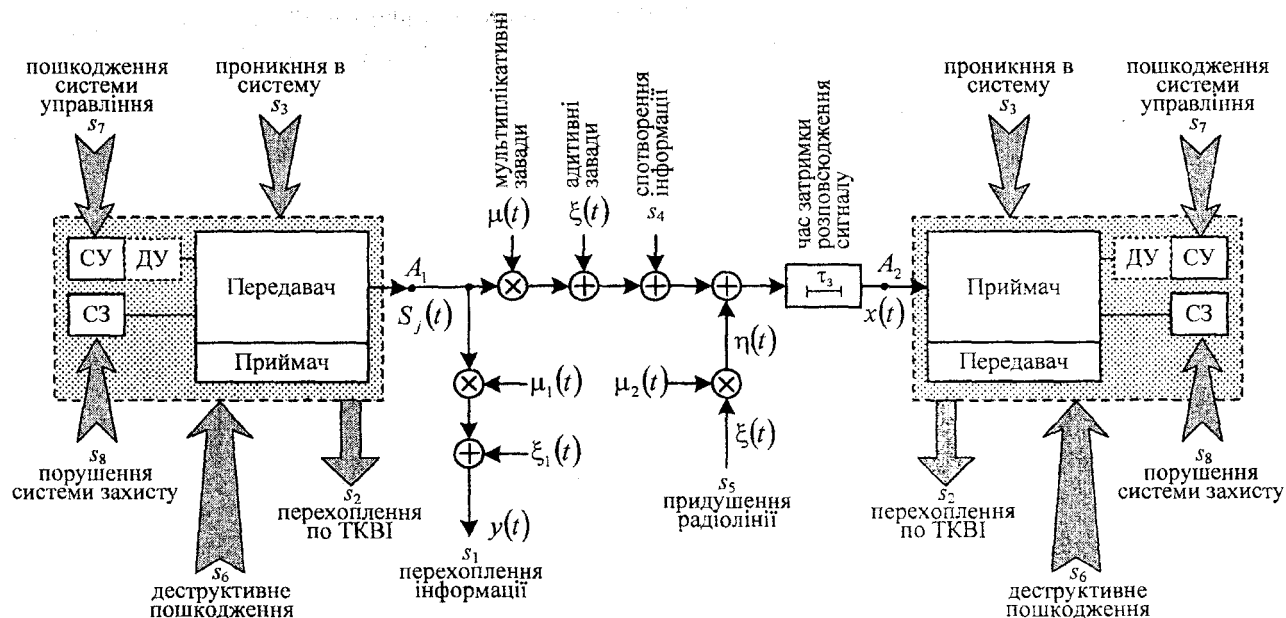 пошкодження
системи
управління
s₇
проникння в
систему
s₃
мультиплікативні
завади
μ(t)
адитивні
завади
ξ(t)
спотворення
інформації
s₄
час затримки
розповсюдження
сигналу
проникння в
систему
s₃
пошкодження
системи
управління
s₇
СУ
ДУ
СЗ
Передавач
Приймач
A₁
Sⱼ(t)
τ₃
A₂
x(t)
Приймач
Передавач
ДУ
СУ
СЗ
μ₁(t)
ξ₁(t)
y(t)
s₁
перехоплення
інформації
η(t)
μ₂(t)
ξ(t)
s₅
придушення
радіолінії
s₈
порушення
системи захисту
s₂
перехоплення
по ТКВІ
s₆
деструктивне
пошкодження
s₂
перехоплення
по ТКВІ
s₈
порушення
системи захисту
s₆
деструктивне
пошкодження